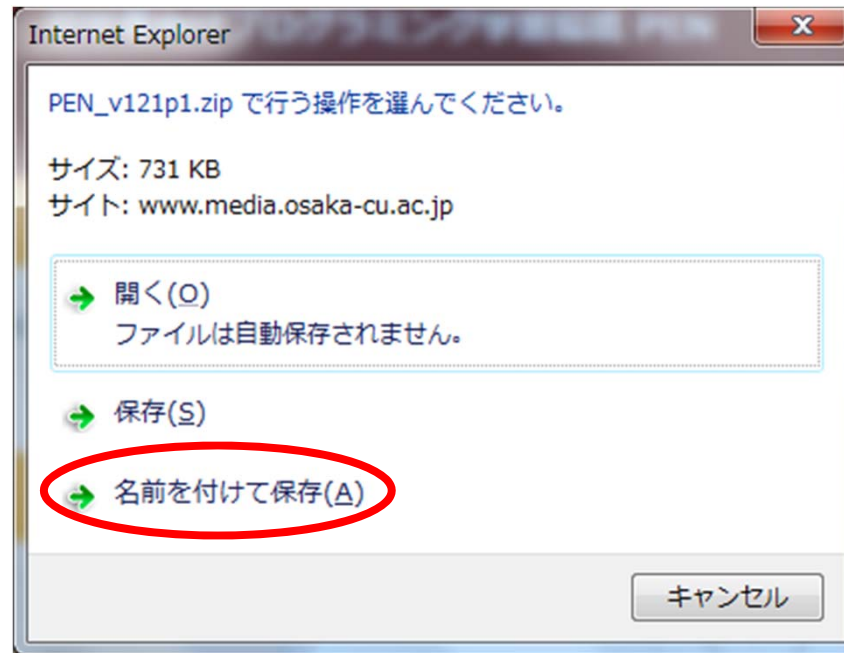 Internet Explorer
PEN_v121p1.zip で行う操作を選んでください。
サイズ: 731 KB
サイト: www.media.osaka-cu.ac.jp
開く(O)
ファイルは自動保存されません。
保存(S)
名前を付けて保存(A)
キャンセル